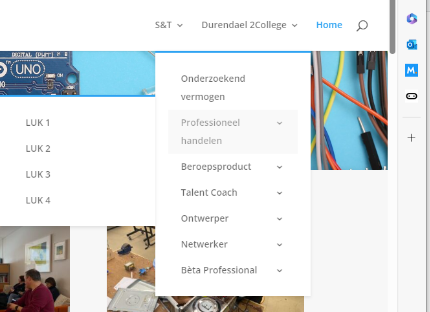 S&T
Durendael 2College
Home
DIGITAL
UNO
Onderzoekend
vermogen
Professioneel
handelen
Beroepsproduct
Talent Coach
Ontwerper
Netwerker
Bèta Professional
LUK 1
LUK 2
LUK 3
LUK 4